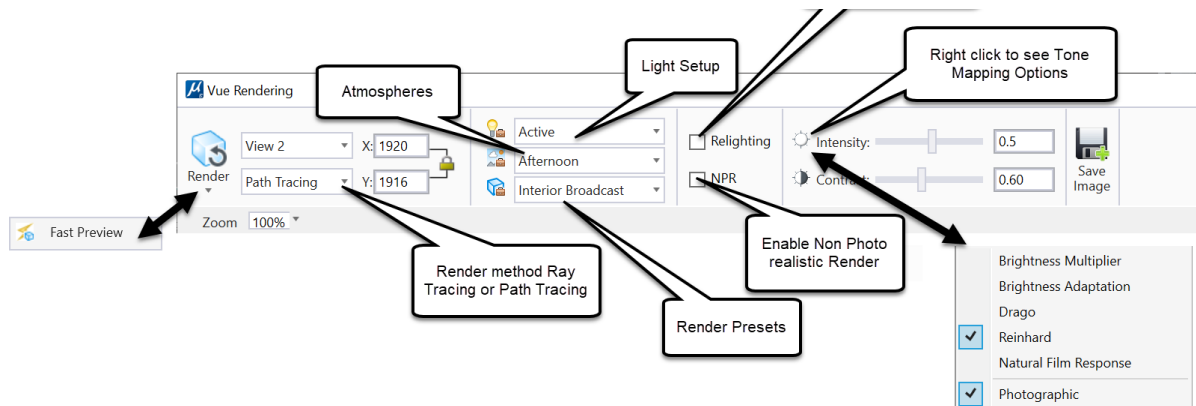 Light Setup
Right click to see Tone
Mapping Options
Atmospheres
Vue Rendering
Render
View 2
X: 1920
Path Tracing
Y: 1916
Active
Afternoon
Interior Broadcast
Relighting
NPR
Intensity:
0.5
Contrast:
0.60
Save
Image
Zoom 100%
Fast Preview
Render method Ray
Tracing or Path Tracing
Enable Non Photo
realistic Render
Render Presets
Brightness Multiplier
Brightness Adaptation
Drago
Reinhard
Natural Film Response
Photographic